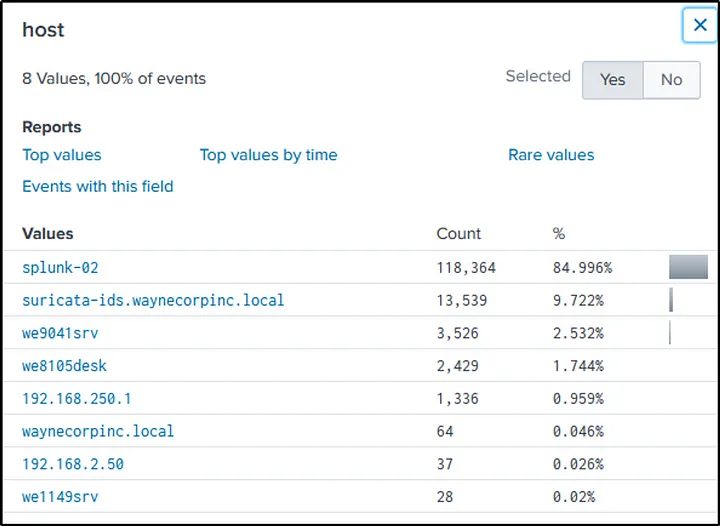 host
8 Values, 100% of events
Selected Yes No
Reports
Top values Top values by time Rare values
Events with this field
Values Count %
splunk-02 118,364 84.996%
suricata-ids.waynecorpinc.local 13,539 9.722%
we9041srv 3,526 2.532%
we8105desk 2,429 1.744%
192.168.250.1 1,336 0.959%
waynecorpinc.local 64 0.046%
192.168.2.50 37 0.026%
we1149srv 28 0.02%